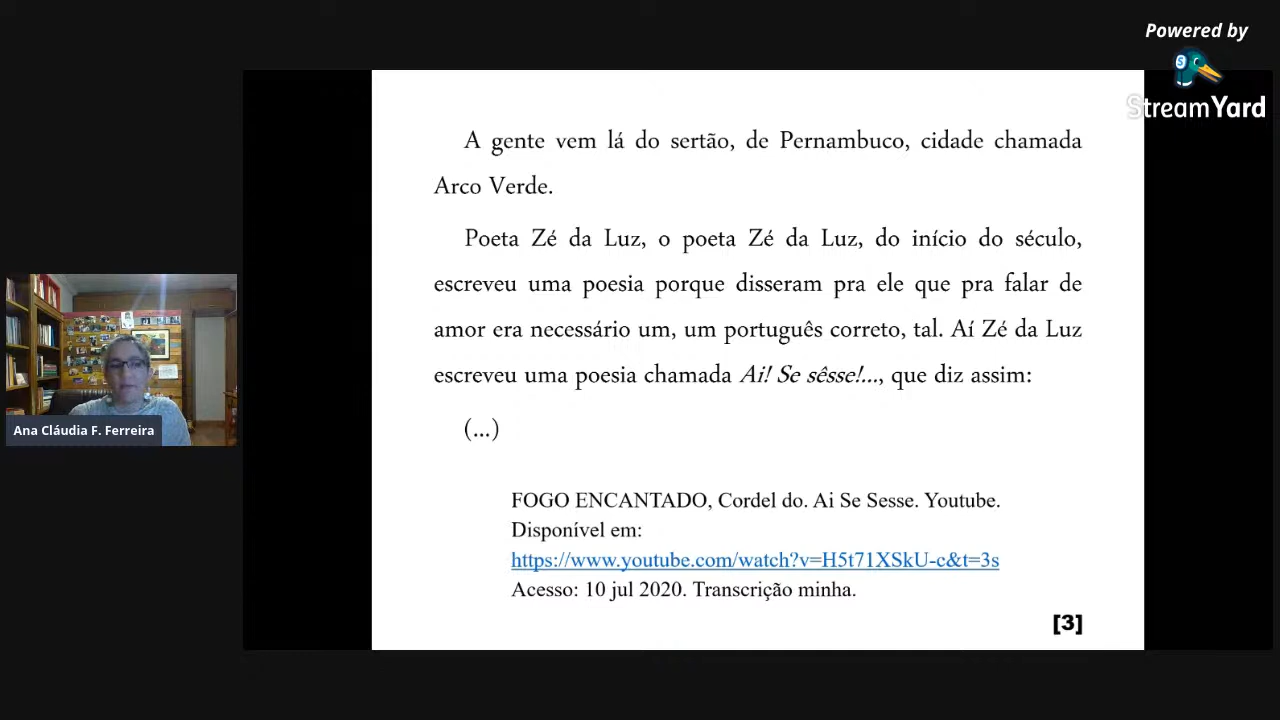 Powered by
StreamYard
A gente vem lá do sertão, de Pernambuco, cidade chamada
Arco Verde.
Poeta Zé da Luz, o poeta Zé da Luz, do início do século,
escreveu uma poesia porque disseram pra ele que pra falar de
amor era necessário um, um português correto, tal. Aí Zé da Luz
escreveu uma poesia chamada Ai! Se sêsse!..., que diz assim:
(...)
Ana Cláudia F. Ferreira
FOGO ENCANTADO, Cordel do. Ai Se Sesse. Youtube.
Disponível em:
https://www.youtube.com/watch?v=H5t71XSkU-c&t=3s
Acesso: 10 jul 2020. Transcrição minha.
[3]